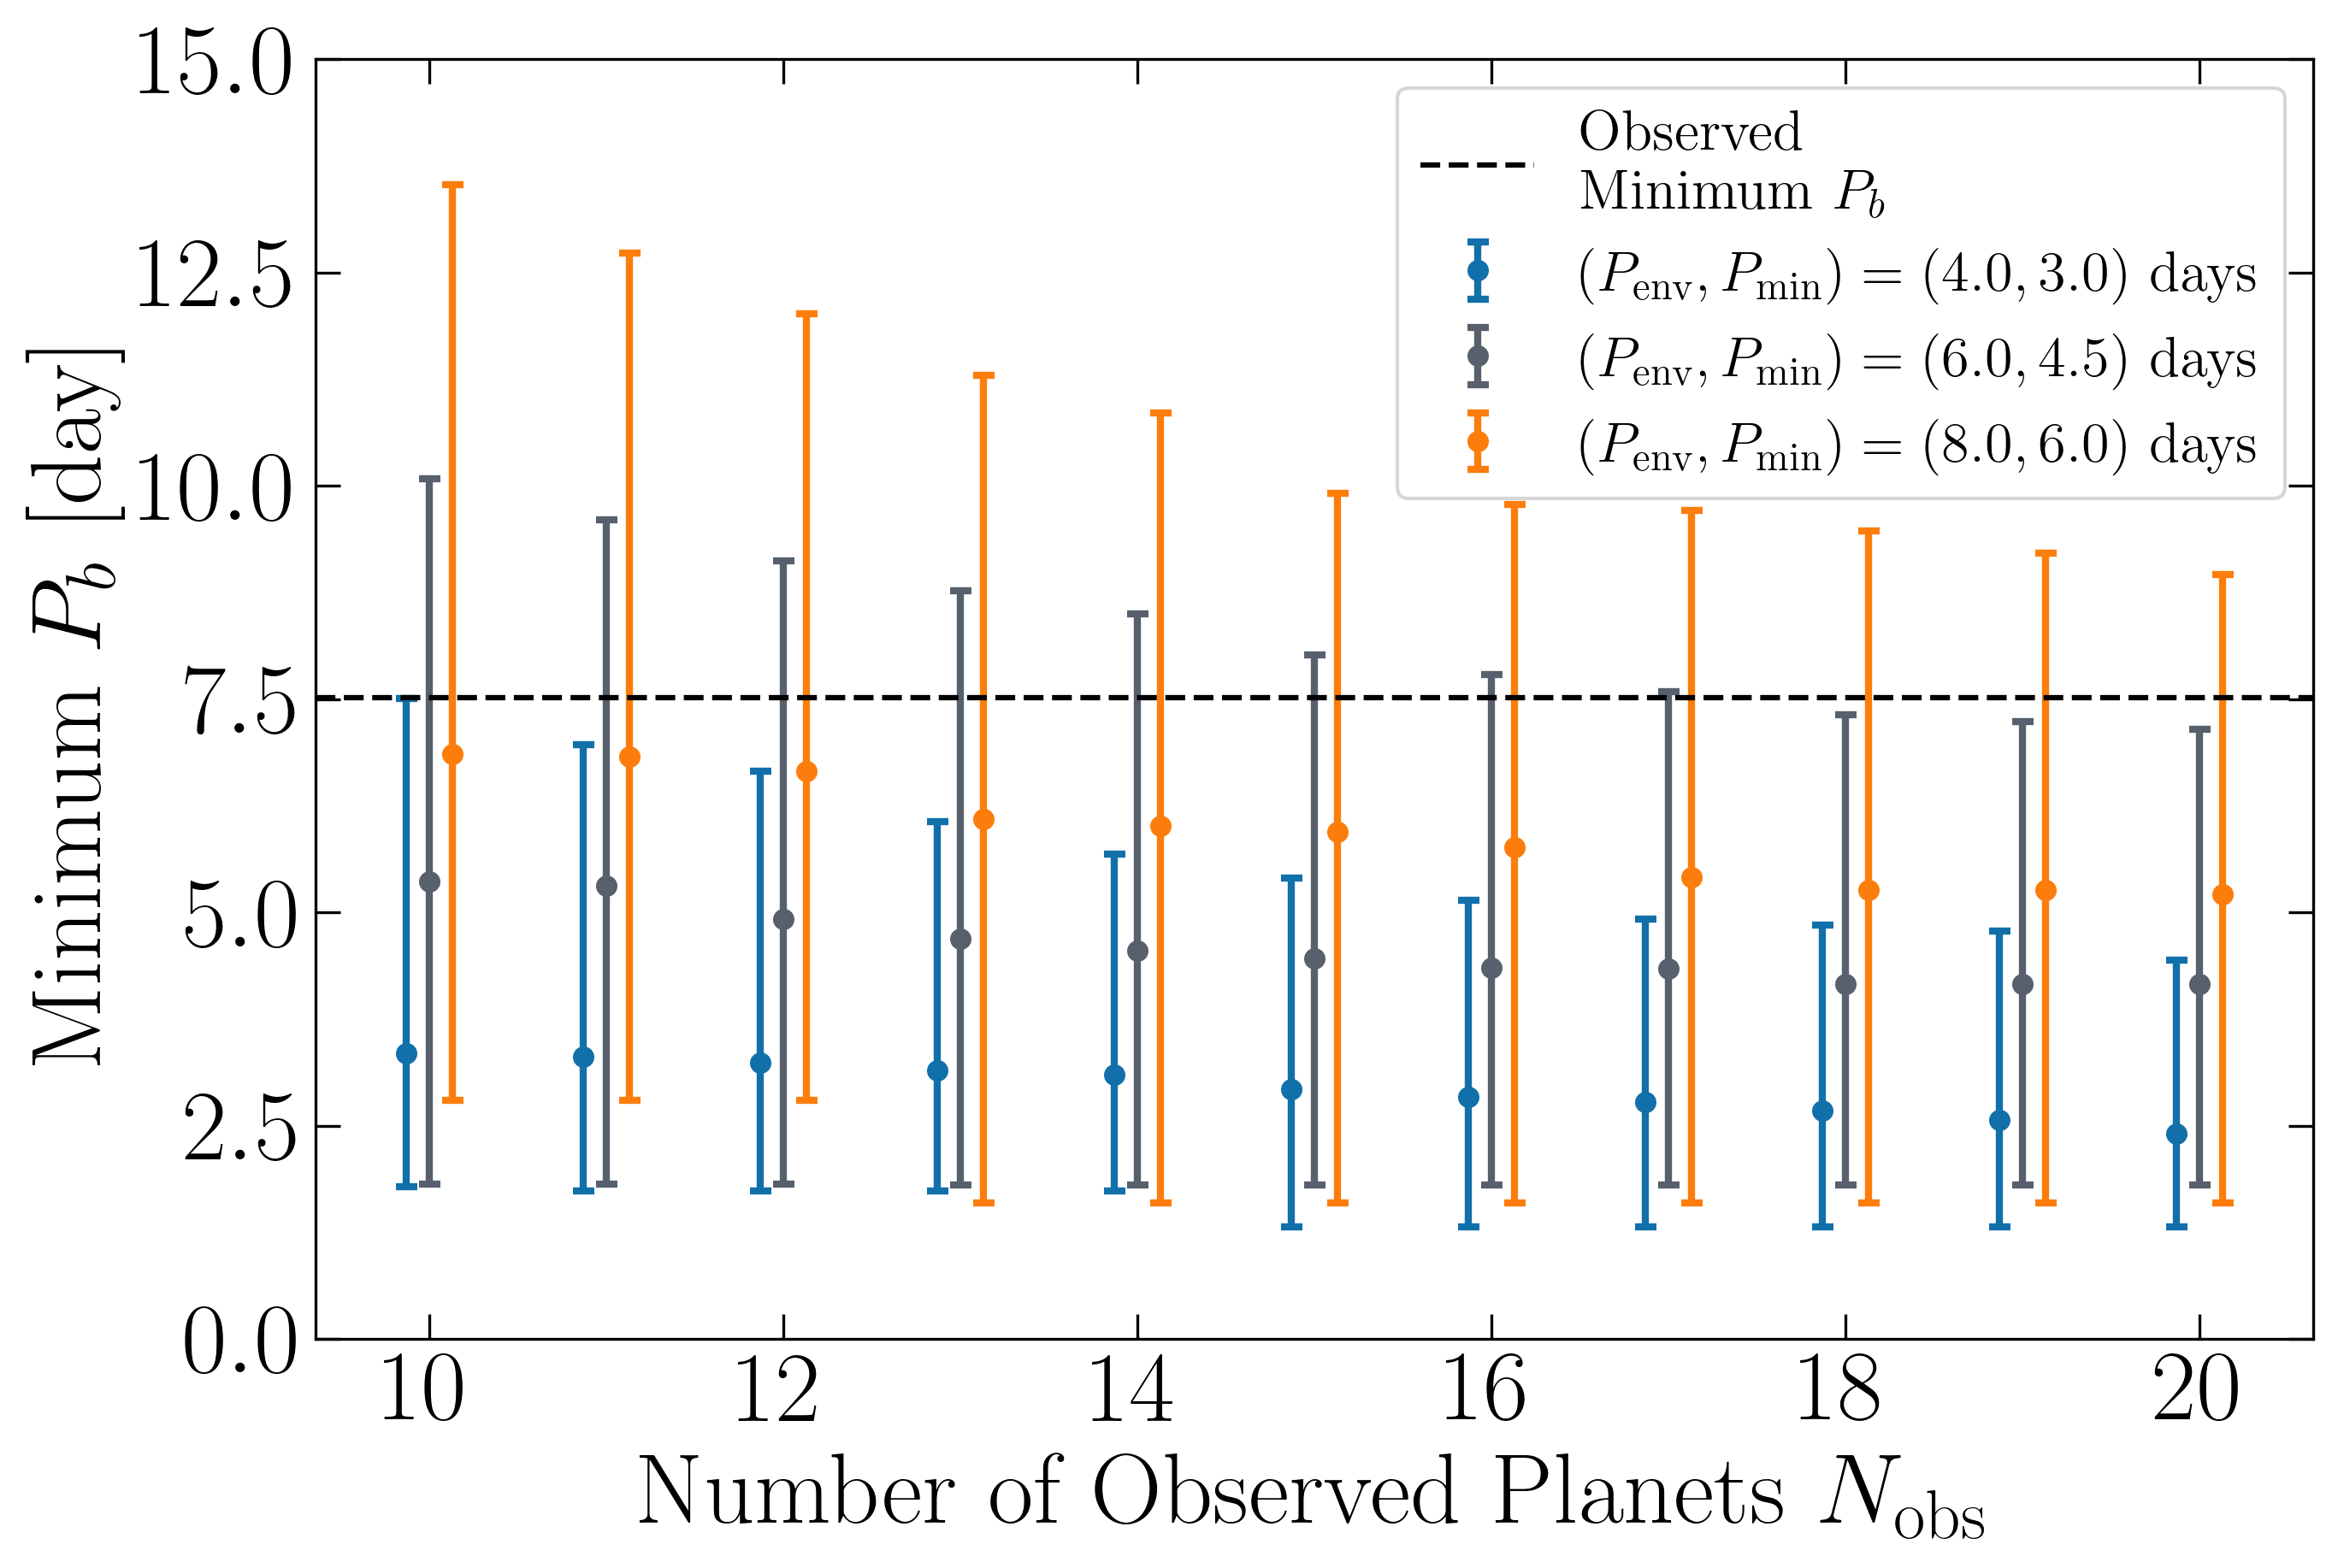 15.0
12.5
10.0
7.5
5.0
2.5
0.0
Minimum P_b [day]
Observed
Minimum P_b
(P_env, P_min) = (4.0, 3.0) days
(P_env, P_min) = (6.0, 4.5) days
(P_env, P_min) = (8.0, 6.0) days
10 12 14 16 18 20
Number of Observed Planets N_obs